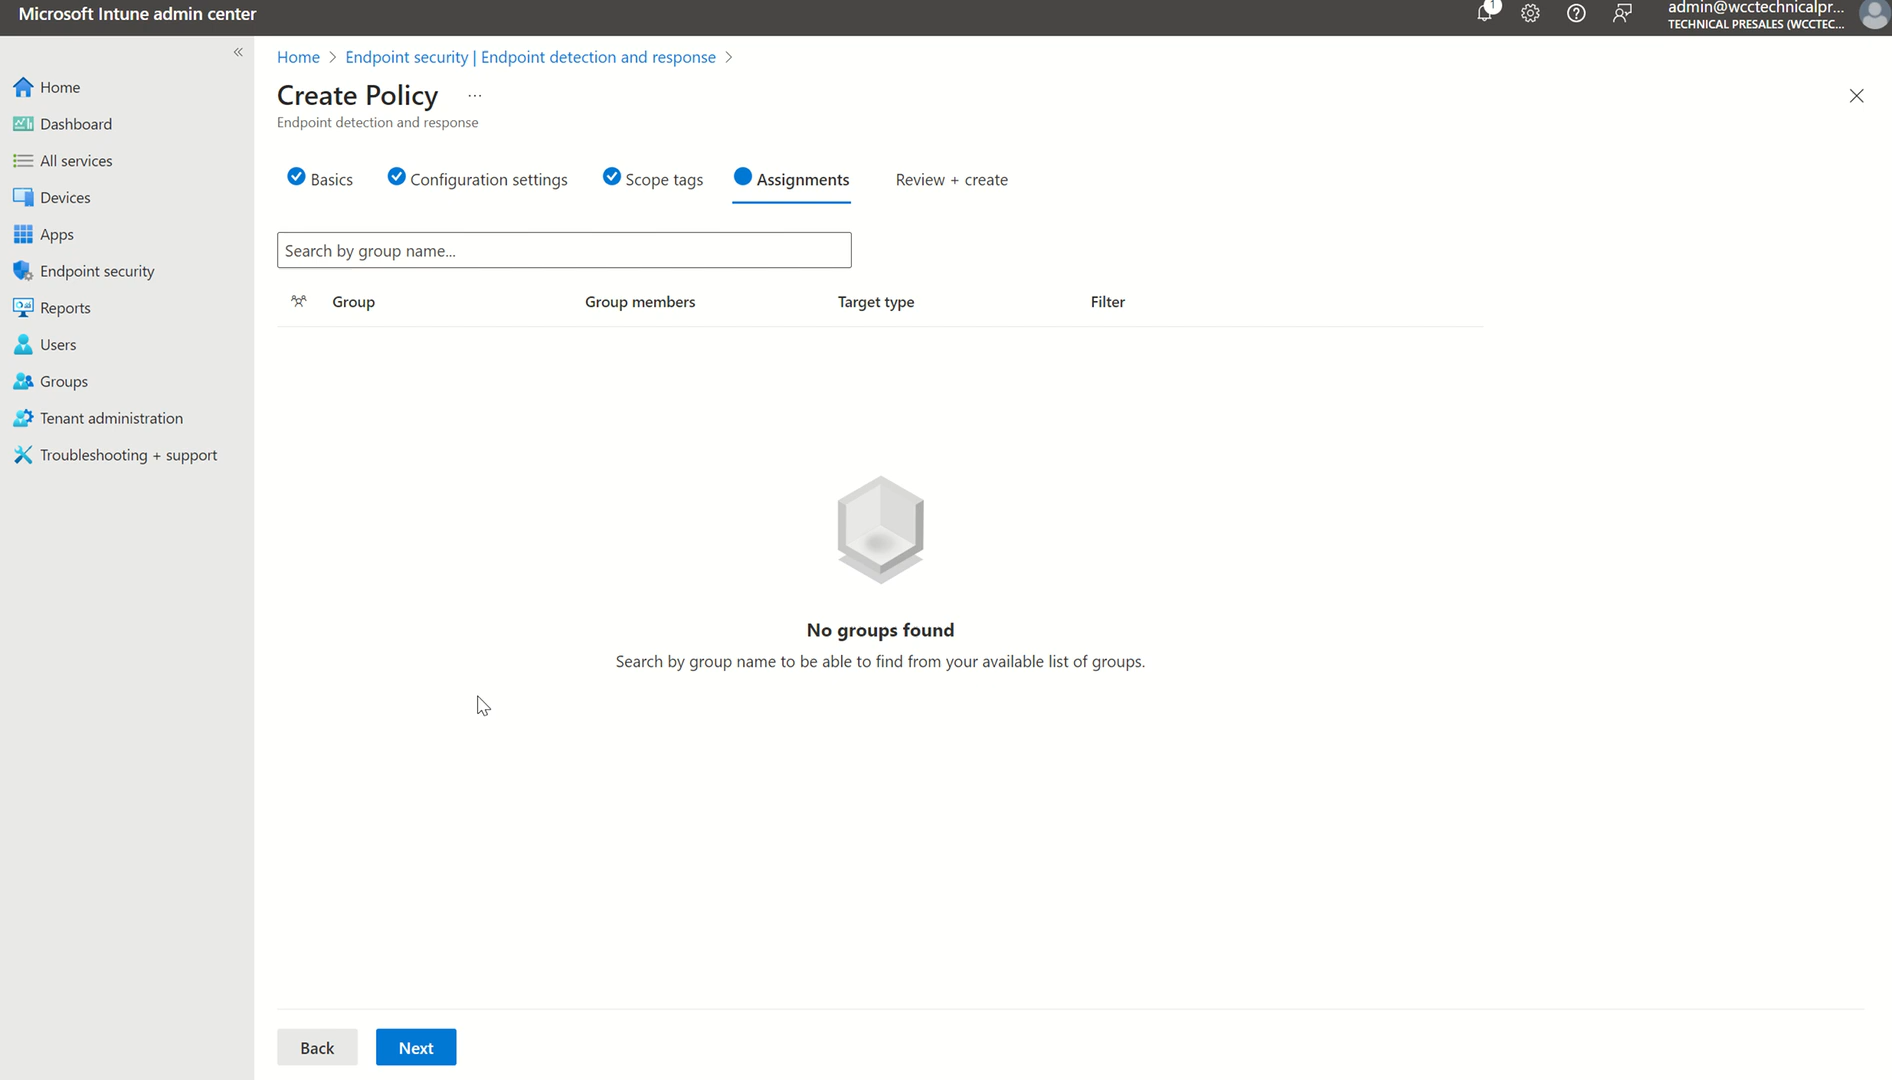 Microsoft Intune admin center
1
admin@wcctechnicalpr...
TECHNICAL PRESALES (WCCTEC...
«
Home
Dashboard
All services
Devices
Apps
Endpoint security
Reports
Users
Groups
Tenant administration
Troubleshooting + support
Home > Endpoint security | Endpoint detection and response >
Create Policy ...
Endpoint detection and response
Basics
Configuration settings
Scope tags
Assignments
Review + create
Search by group name...
Group
Group members
Target type
Filter
No groups found
Search by group name to be able to find from your available list of groups.
Back
Next